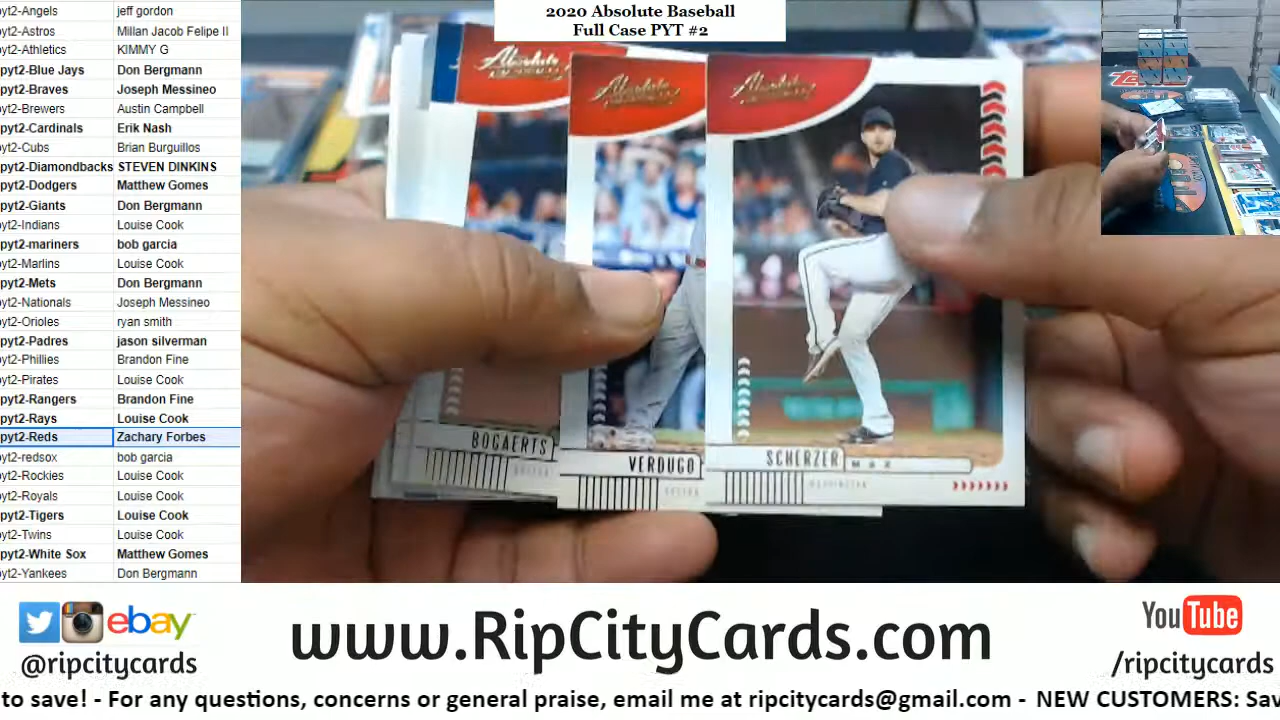 2020 Absolute Baseball
Full Case PYT #2
pyt2-Angels jeff gordon
pyt2-Astros Millan Jacob Felipe II
pyt2-Athletics KIMMY G
pyt2-Blue Jays Don Bergmann
pyt2-Braves Joseph Messineo
pyt2-Brewers Austin Campbell
pyt2-Cardinals Erik Nash
pyt2-Cubs Brian Burguillos
pyt2-Diamondbacks STEVEN DINKINS
pyt2-Dodgers Matthew Gomes
pyt2-Giants Don Bergmann
pyt2-Indians Louise Cook
pyt2-mariners bob garcia
pyt2-Marlins Louise Cook
pyt2-Mets Don Bergmann
pyt2-Nationals Joseph Messineo
pyt2-Orioles ryan smith
pyt2-Padres jason silverman
pyt2-Phillies Brandon Fine
pyt2-Pirates Louise Cook
pyt2-Rangers Brandon Fine
pyt2-Rays Louise Cook
pyt2-Reds Zachary Forbes
pyt2-redsox bob garcia
pyt2-Rockies Louise Cook
pyt2-Royals Louise Cook
pyt2-Tigers Louise Cook
pyt2-Twins Louise Cook
pyt2-White Sox Matthew Gomes
pyt2-Yankees Don Bergmann
Absolute
Absolute
Absolute
BOGAERTS
BOSTON
VERDUGO
BOSTON
SCHERZER MAX
WASHINGTON
ebay
@ripcitycards
www.RipCityCards.com
YouTube
/ripcitycards
to save! - For any questions, concerns or general praise, email me at ripcitycards@gmail.com - NEW CUSTOMERS: Sav